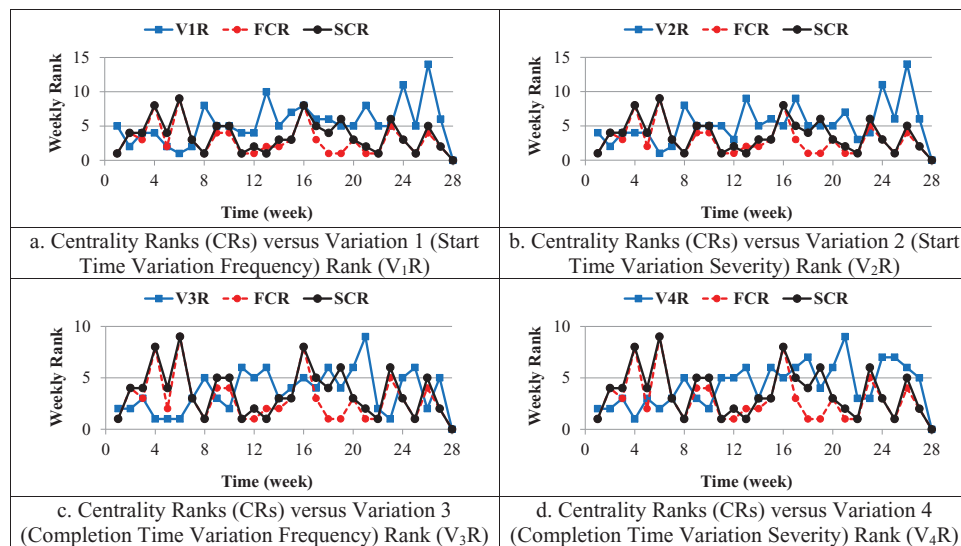 V1R FCR SCR
15
10
5
0
Weekly Rank
0 4 8 12 16 20 24 28
Time (week)
a. Centrality Ranks (CRs) versus Variation 1 (Start
Time Variation Frequency) Rank (V₁R)
V2R FCR SCR
15
10
5
0
Weekly Rank
0 4 8 12 16 20 24 28
Time (week)
b. Centrality Ranks (CRs) versus Variation 2 (Start
Time Variation Severity) Rank (V₂R)
V3R FCR SCR
10
5
0
Weekly Rank
0 4 8 12 16 20 24 28
Time (week)
c. Centrality Ranks (CRs) versus Variation 3
(Completion Time Variation Frequency) Rank (V₃R)
V4R FCR SCR
10
5
0
Weekly Rank
0 4 8 12 16 20 24 28
Time (week)
d. Centrality Ranks (CRs) versus Variation 4
(Completion Time Variation Severity) Rank (V₄R)